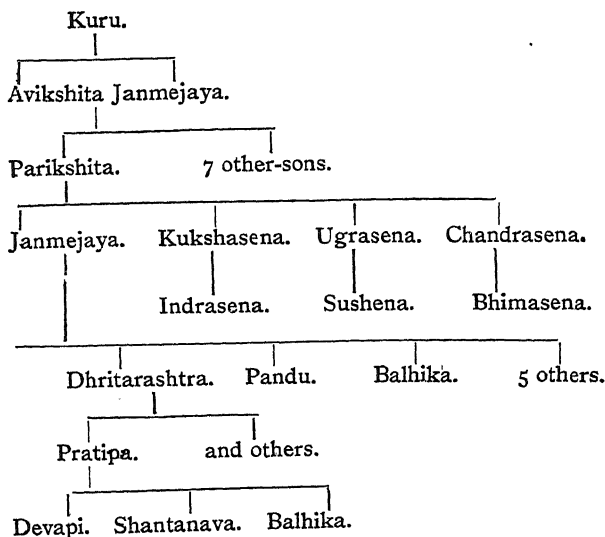 Kuru.
Avikshita Janmejaya.
Parikshita. 7 other-sons.
Janmejaya. Kukshasena. Ugrasena. Chandrasena.
Indrasena. Sushena. Bhimasena.
Dhritarashtra. Pandu. Balhika. 5 others.
Pratipa. and others.
Devapi. Shantanava. Balhika.